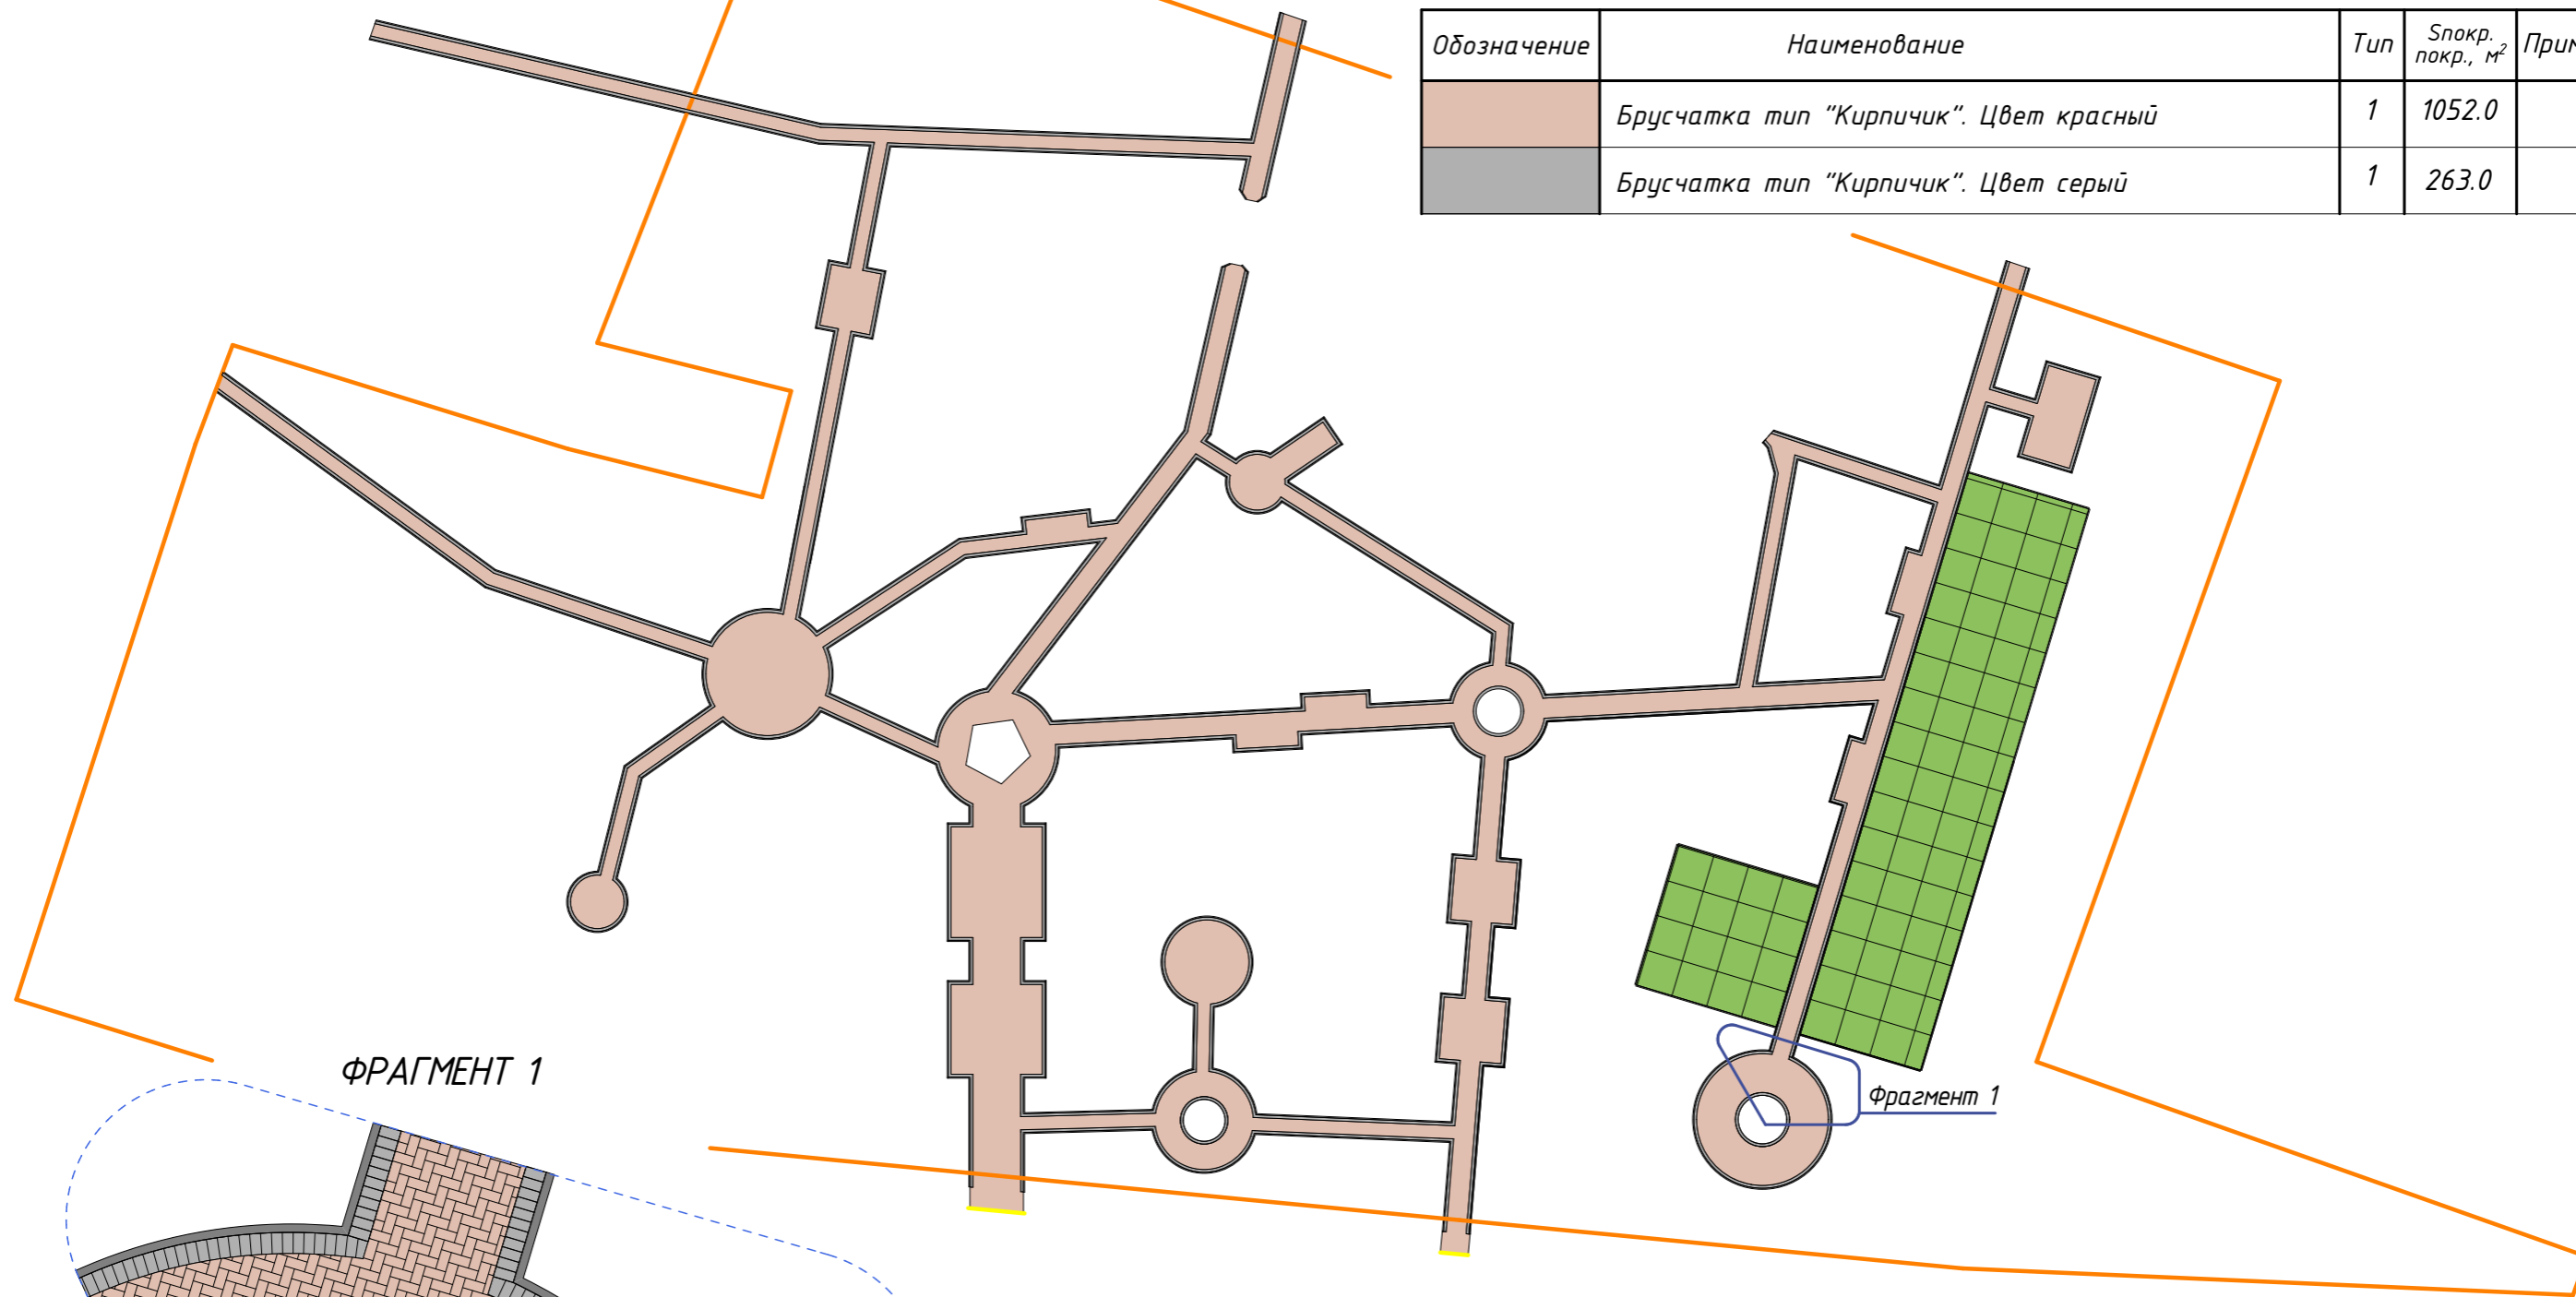 Обозначение Наименование Тип Sпокр. покр., м² Прим
Брусчатка тип "Кирпичик". Цвет красный 1 1052.0
Брусчатка тип "Кирпичик". Цвет серый 1 263.0
ФРАГМЕНТ 1
Фрагмент 1